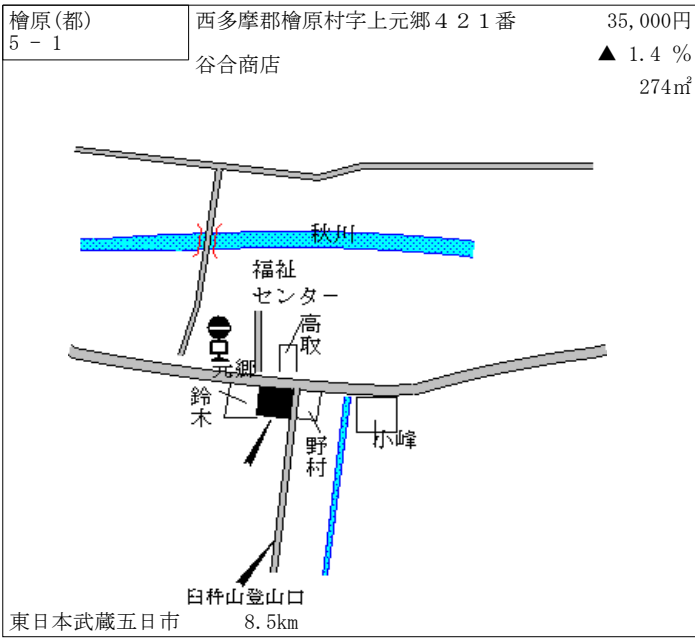 檜原(都)
5 - 1
西多摩郡檜原村字上元郷４２１番
谷合商店
35,000円
▲ 1.4 %
274㎡
秋川
福祉
センター
高取
元郷
鈴木
野村
小峰
臼杵山登山口
東日本武蔵五日市 8.5km